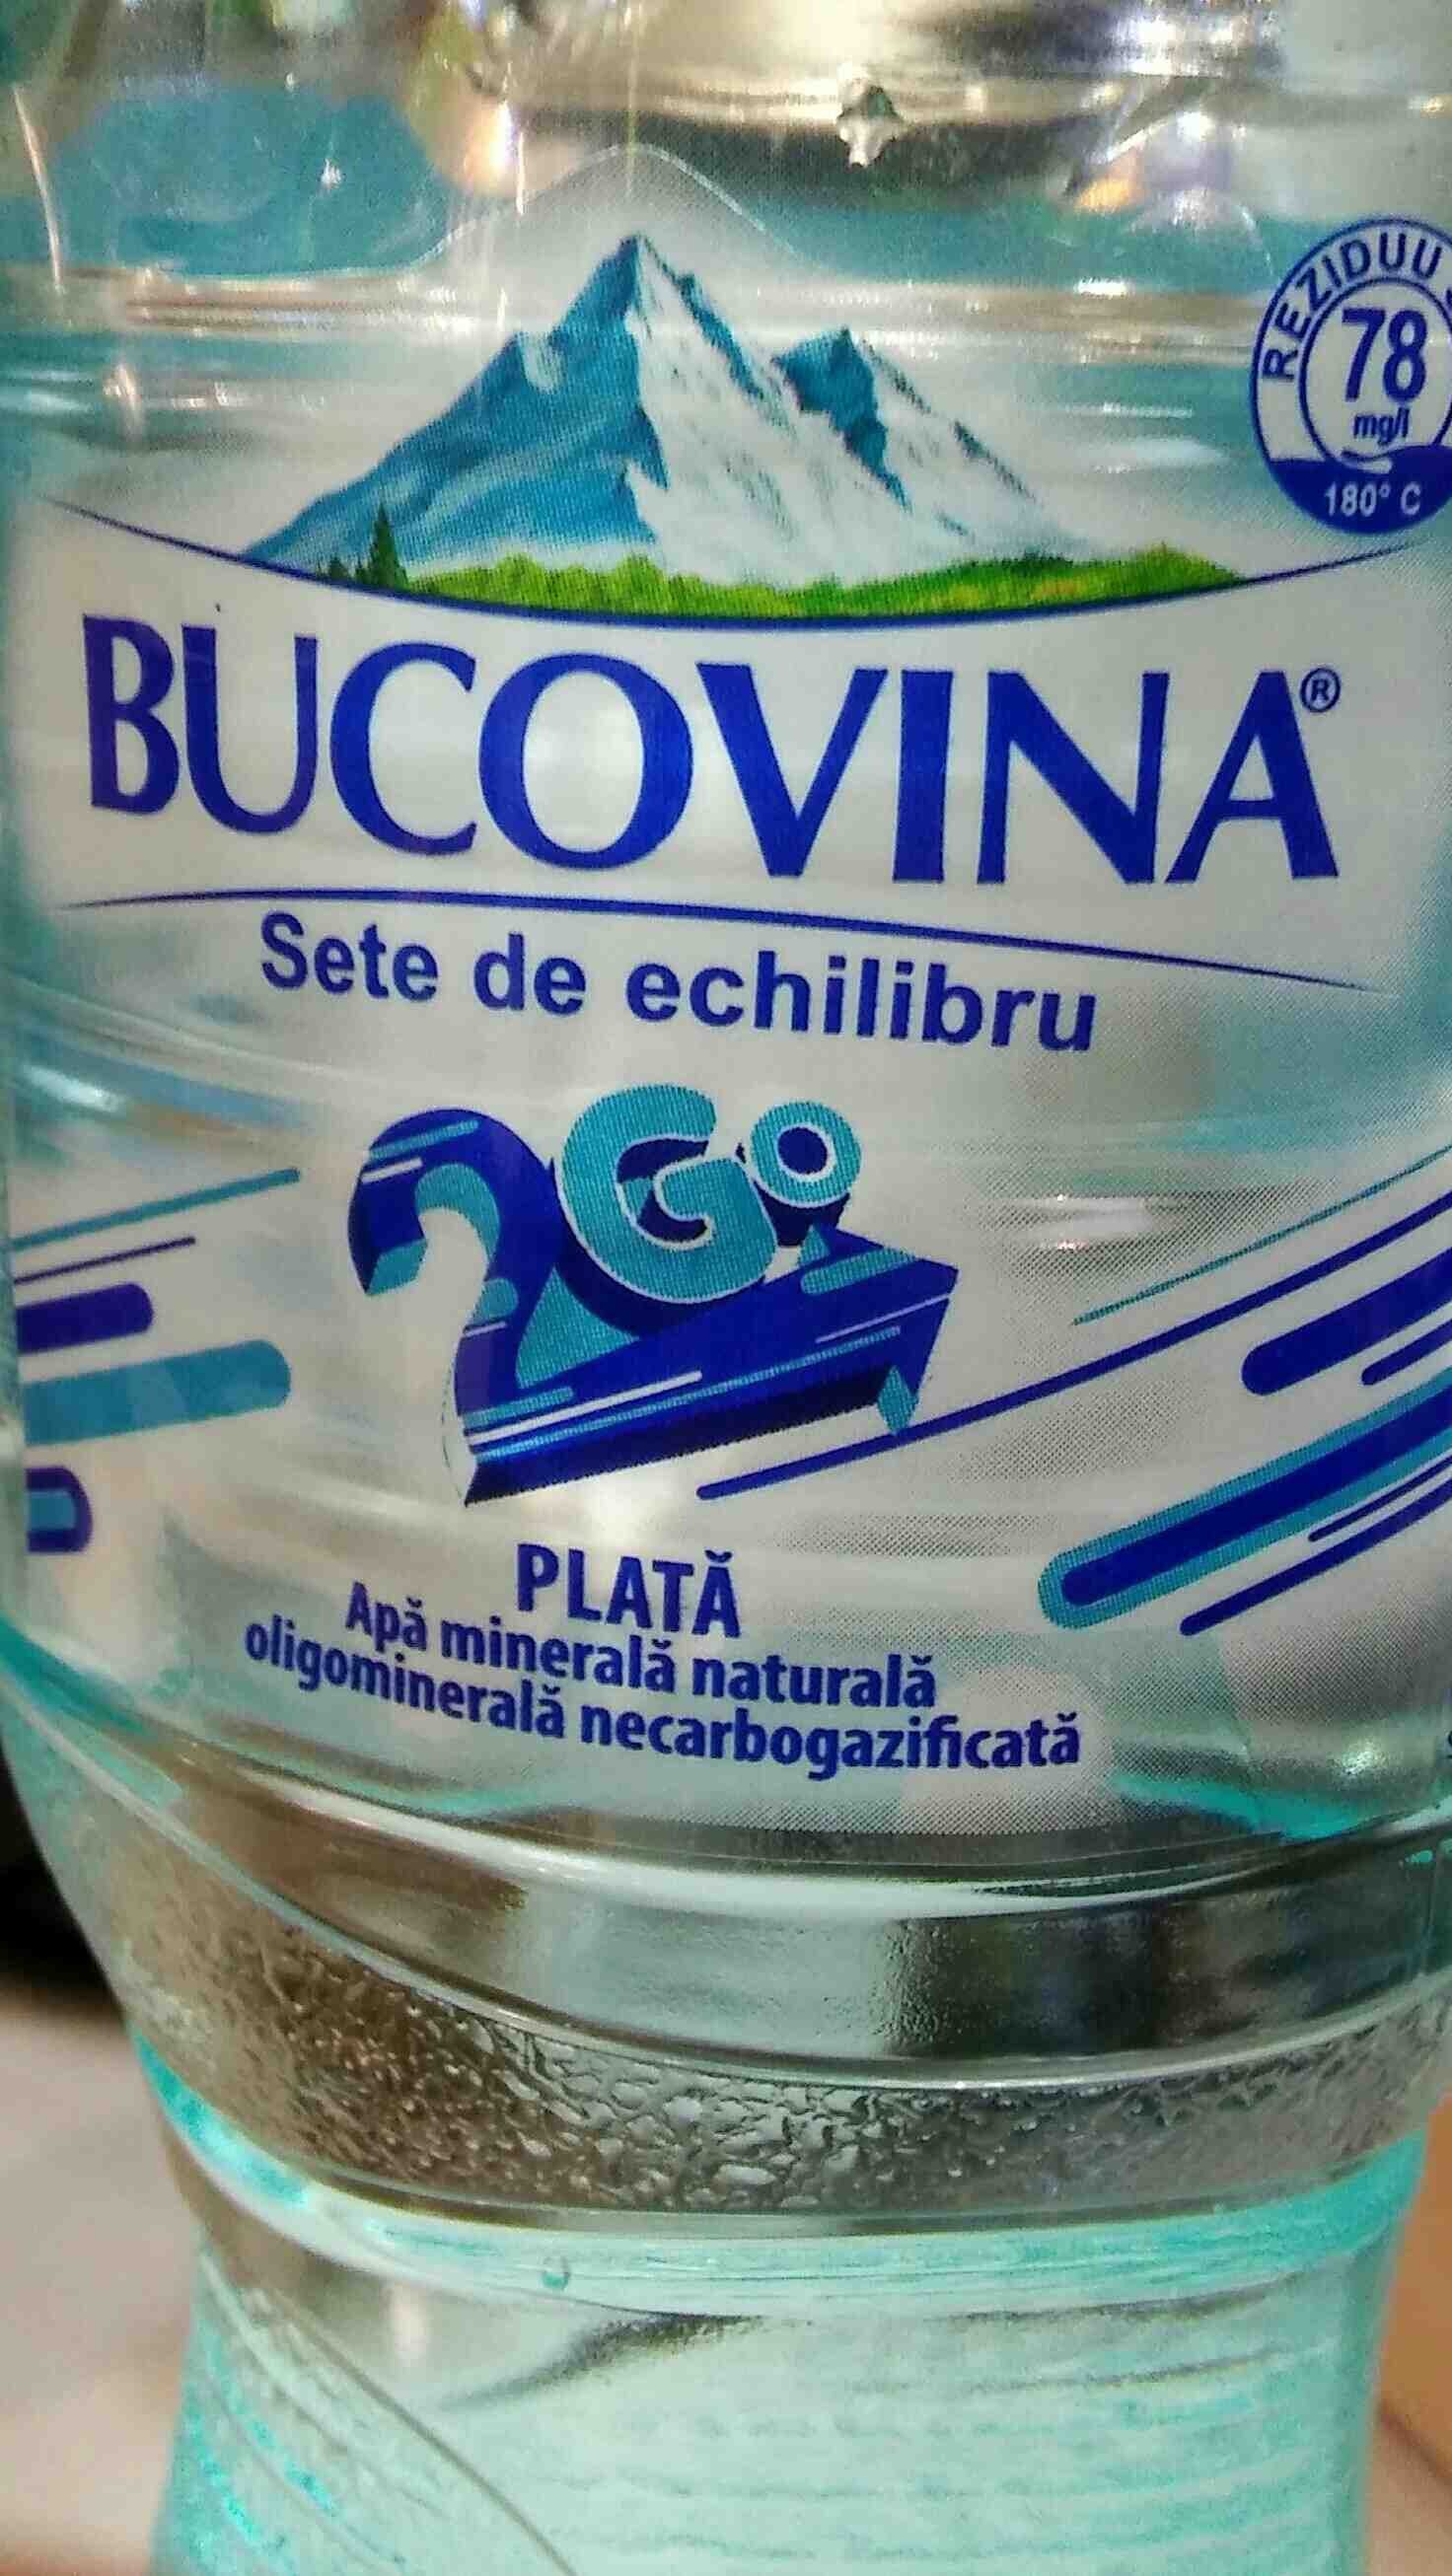 REZIDUU
78
mg/l
180° C
BUCOVINA®
Sete de echilibru
2Go
PLATĂ
Apă minerală naturală
oligominerală necarbogazificată